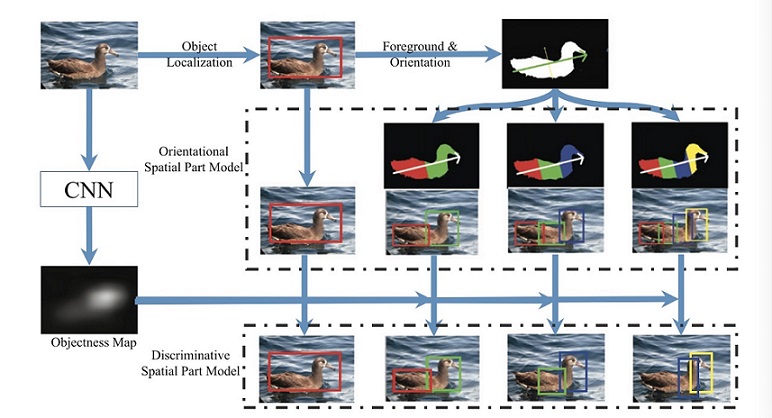 Object
Localization
Foreground &
Orientation
Orientational
Spatial Part Model
CNN
Objectness Map
Discriminative
Spatial Part Model